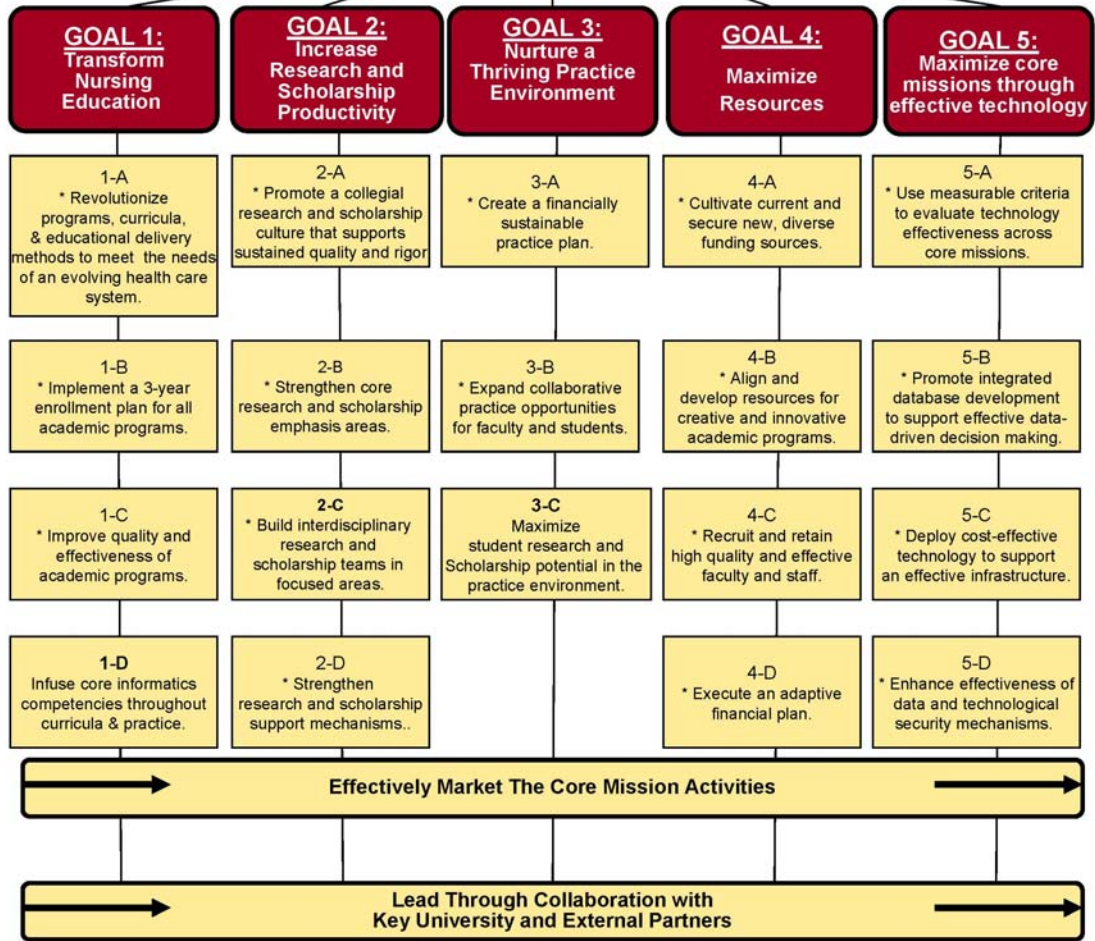 GOAL 1:
Transform
Nursing
Education
GOAL 2:
Increase
Research and
Scholarship
Productivity
GOAL 3:
Nurture a
Thriving Practice
Environment
GOAL 4:
Maximize
Resources
GOAL 5:
Maximize core
missions through
effective technology
1-A
* Revolutionize
programs, curricula,
& educational delivery
methods to meet the needs
of an evolving health care
system.
2-A
* Promote a collegial
research and scholarship
culture that supports
sustained quality and rigor
3-A
* Create a financially
sustainable
practice plan.
4-A
* Cultivate current and
secure new, diverse
funding sources.
5-A
* Use measurable criteria
to evaluate technology
effectiveness across
core missions.
1-B
* Implement a 3-year
enrollment plan for all
academic programs.
2-B
* Strengthen core
research and scholarship
emphasis areas.
3-B
* Expand collaborative
practice opportunities
for faculty and students.
4-B
* Align and
develop resources for
creative and innovative
academic programs.
5-B
* Promote integrated
database development
to support effective data-
driven decision making.
1-C
* Improve quality and
effectiveness of
academic programs.
2-C
* Build interdisciplinary
research and
scholarship teams in
focused areas.
3-C
Maximize
student research and
Scholarship potential in the
practice environment.
4-C
* Recruit and retain
high quality and effective
faculty and staff.
5-C
* Deploy cost-effective
technology to support
an effective infrastructure.
1-D
Infuse core informatics
competencies throughout
curricula & practice.
2-D
* Strengthen
research and scholarship
support mechanisms..
4-D
* Execute an adaptive
financial plan.
5-D
* Enhance effectiveness of
data and technological
security mechanisms.
Effectively Market The Core Mission Activities
Lead Through Collaboration with
Key University and External Partners